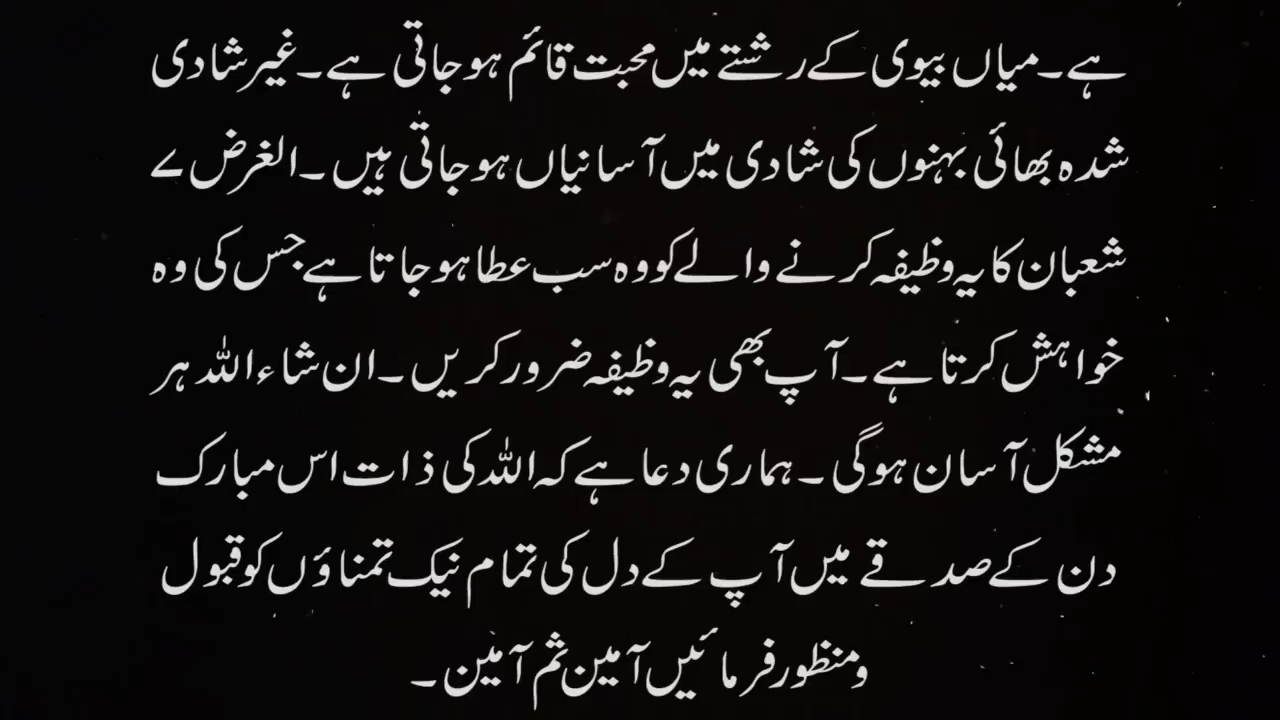 ہے۔ میاں بیوی کے رشتے میں محبت قائم ہو جاتی ہے۔ غیر شادی
شدہ بھائی بہنوں کی شادی میں آسانیاں ہو جاتی ہیں۔ الغرض ۷
شعبان کا یہ وظیفہ کرنے والے کو وہ سب عطا ہو جاتا ہے جس کی وہ
خواہش کرتا ہے۔ آپ بھی یہ وظیفہ ضرور کریں۔ ان شاء اللہ ہر
مشکل آسان ہوگی۔ ہماری دعا ہے کہ اللہ کی ذات اس مبارک
دن کے صدقے میں آپ کے دل کی تمام نیک تمناؤں کو قبول
و منظور فرمائیں آمین ثم آمین۔